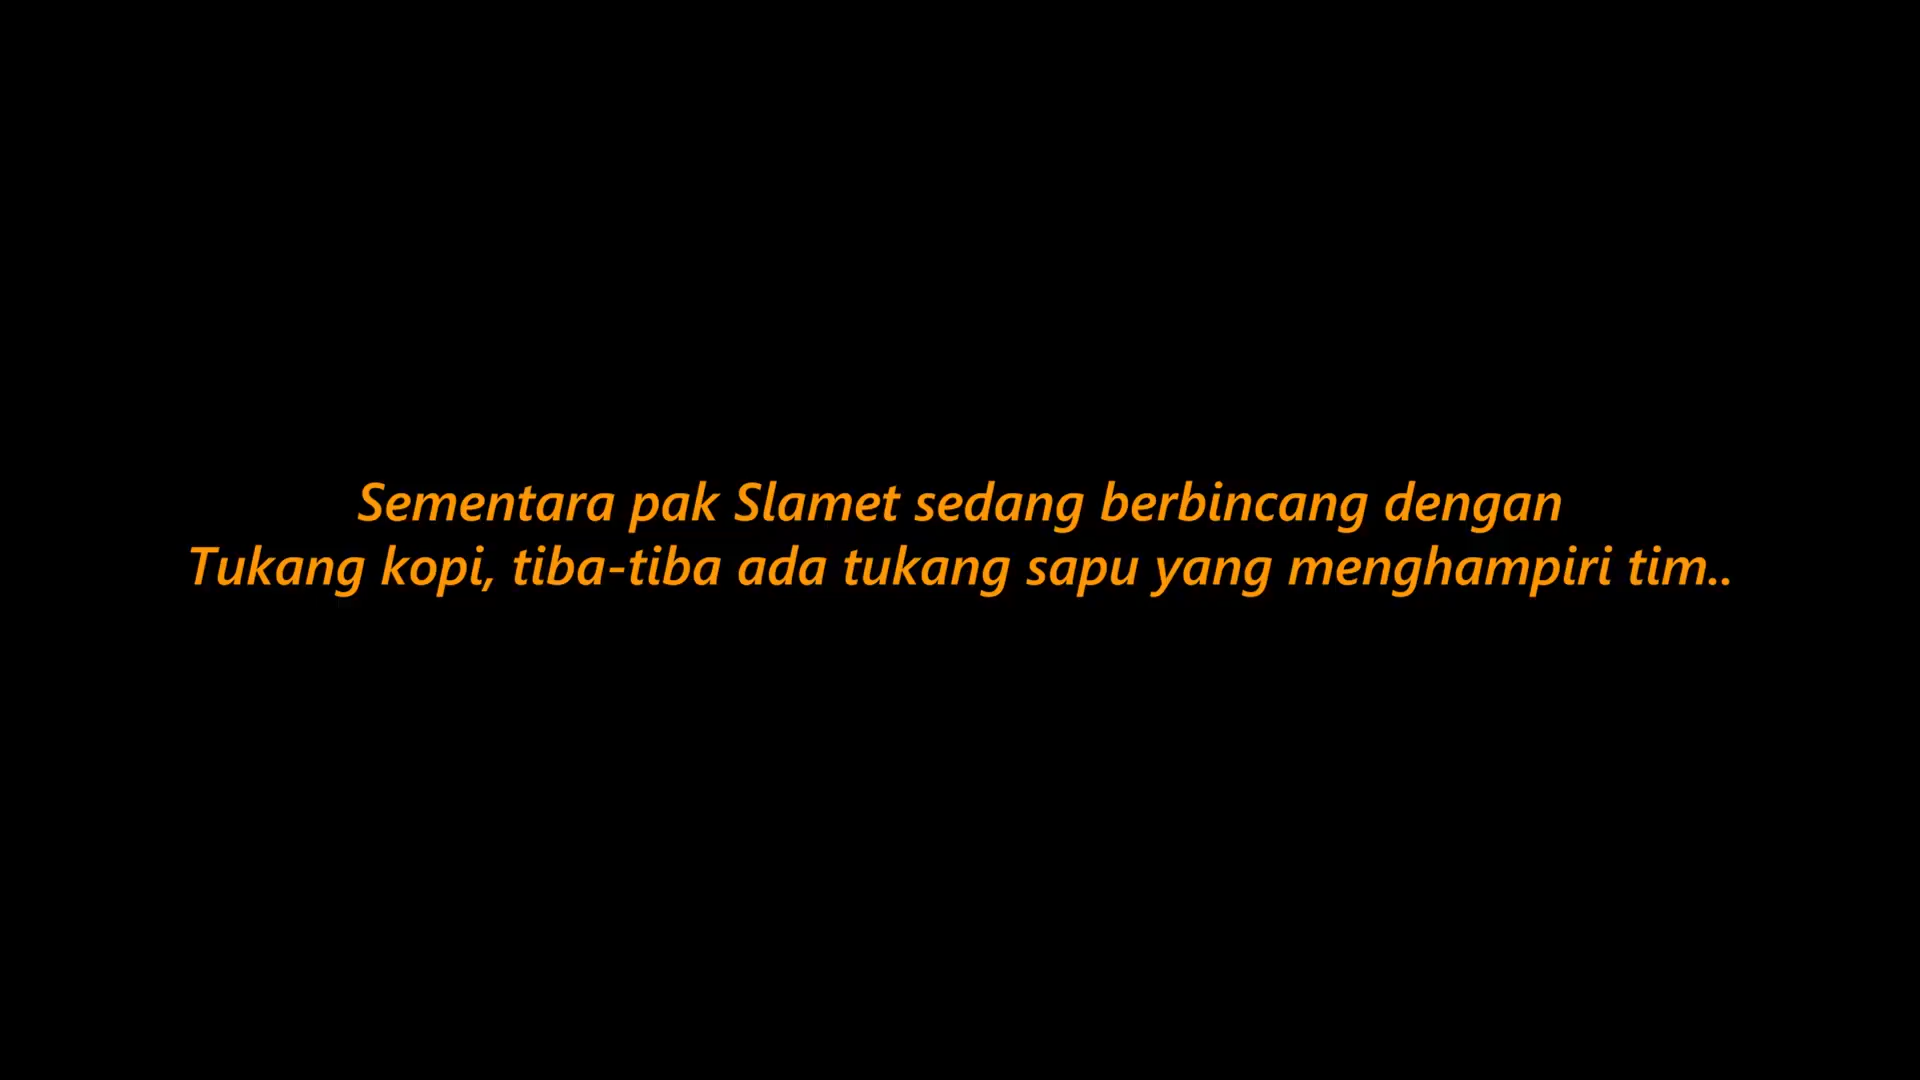 Sementara pak Slamet sedang berbincang dengan
Tukang kopi, tiba-tiba ada tukang sapu yang menghampiri tim..